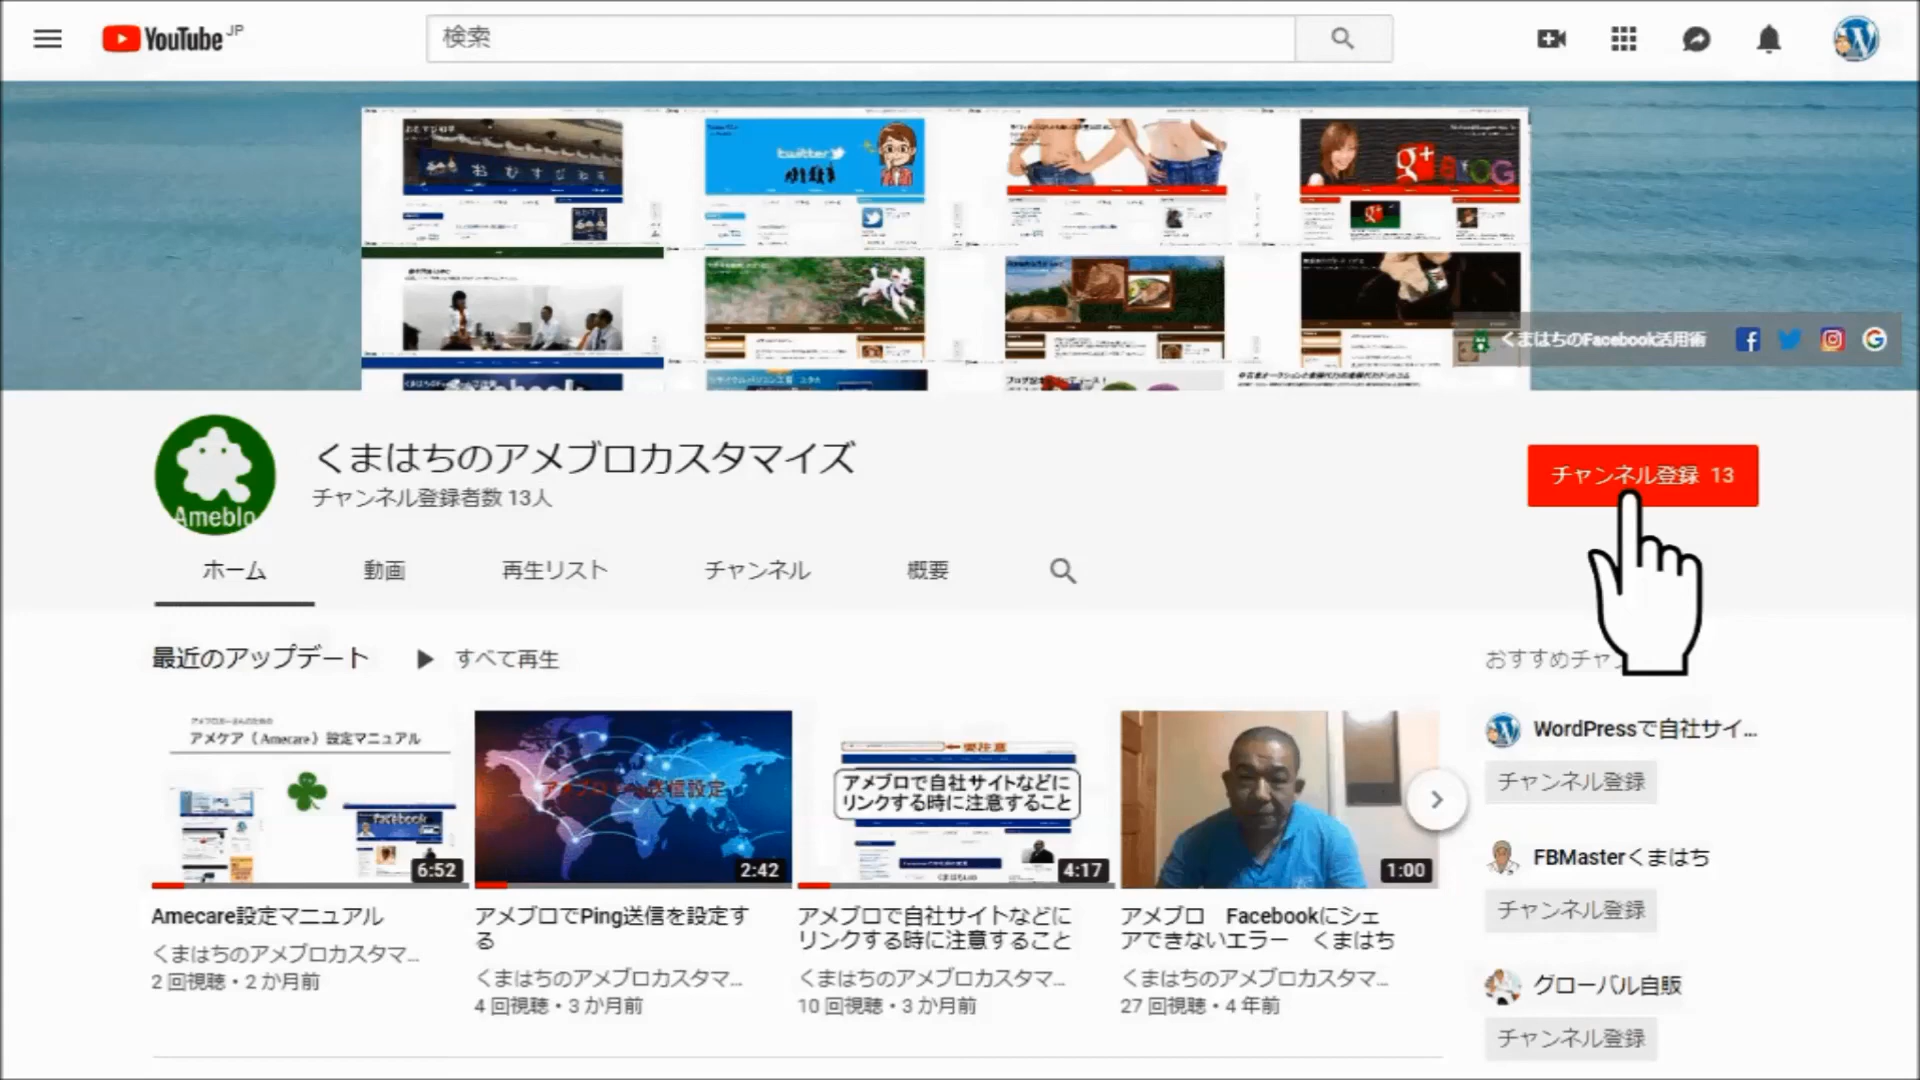 YouTube JP
検索
twitter
くまはちのFacebook活用術
くまはちのアメブロカスタマイズ
チャンネル登録者数 13人
チャンネル登録 13
Ameblo
ホーム 動画 再生リスト チャンネル 概要
最近のアップデート すべて再生
おすすめチャン
アメケア（Amecare）設定マニュアル
facebook
6:52
2:42
要注意
アメブロで自社サイトなどに
リンクする時に注意すること
4:17
1:00
Amecare設定マニュアル
くまはちのアメブロカスタマ...
2 回視聴・2 か月前
アメブロでPing送信を設定す
る
くまはちのアメブロカスタマ...
4 回視聴・3 か月前
アメブロで自社サイトなどに
リンクする時に注意すること
くまはちのアメブロカスタマ...
10 回視聴・3 か月前
アメブロ　Facebookにシェ
アできないエラー　くまはち
くまはちのアメブロカスタマ...
27 回視聴・4 年前
WordPressで自社サイ...
チャンネル登録
FBMasterくまはち
チャンネル登録
グローバル自販
チャンネル登録